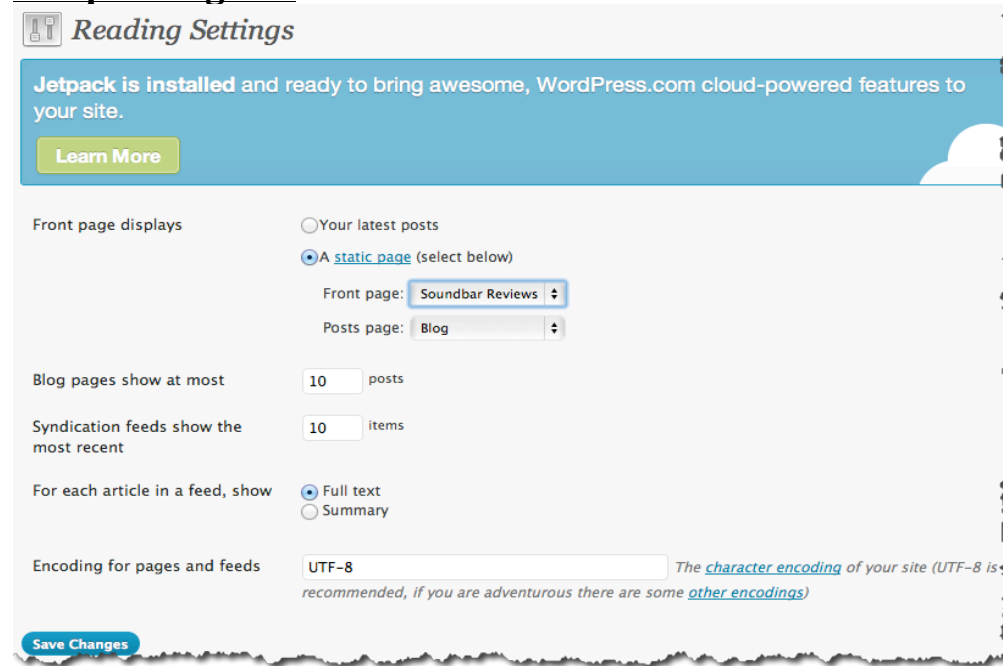 Reading Settings
Jetpack is installed and ready to bring awesome, WordPress.com cloud-powered features to
your site.
Learn More
Front page displays
Your latest posts
A static page (select below)
Front page: Soundbar Reviews
Posts page: Blog
Blog pages show at most 10 posts
Syndication feeds show the most recent 10 items
For each article in a feed, show
Full text
Summary
Encoding for pages and feeds UTF-8 The character encoding of your site (UTF-8 is
recommended, if you are adventurous there are some other encodings)
Save Changes